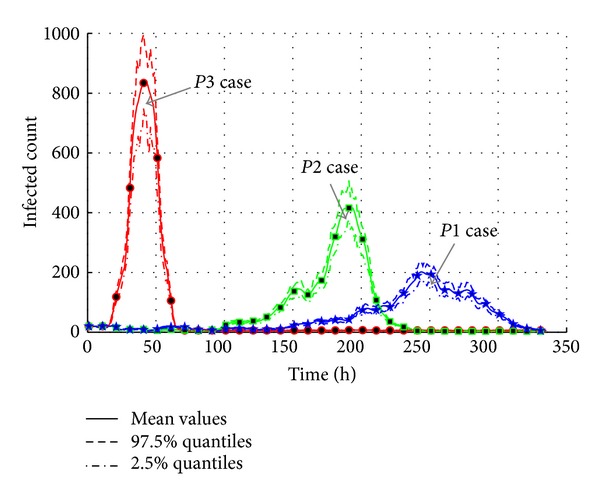 1000
P3 case
800
600
P2 case
400
P1 case
200
0
Infected count
0 50 100 150 200 250 300 350
Time (h)
Mean values
97.5% quantiles
2.5% quantiles